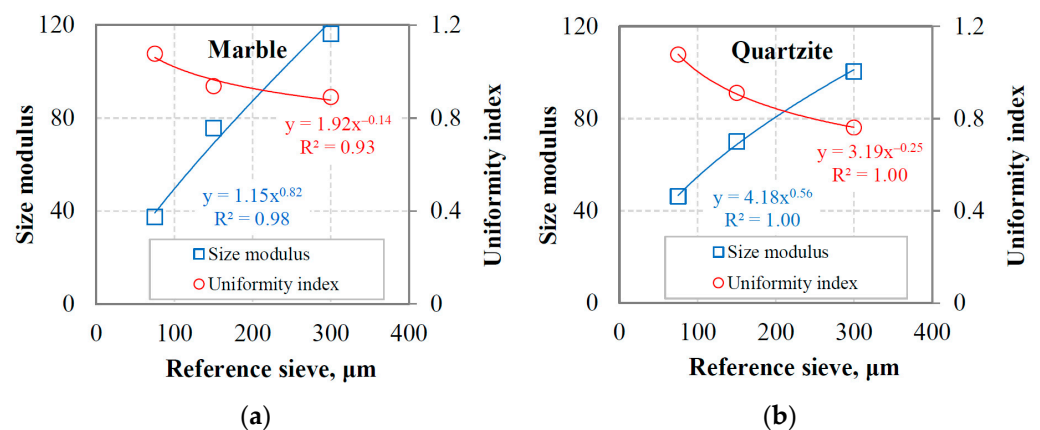 Marble
Size modulus
120
80
40
0
1.2
0.8
0.4
0
Uniformity index
y = 1.92x^–0.14
R² = 0.93
y = 1.15x^0.82
R² = 0.98
Size modulus
Uniformity index
0 100 200 300 400
Reference sieve, µm
(a)
Quartzite
Size modulus
120
80
40
0
1.2
0.8
0.4
0
Uniformity index
y = 3.19x^–0.25
R² = 1.00
y = 4.18x^0.56
R² = 1.00
Size modulus
Uniformity index
0 100 200 300 400
Reference sieve, µm
(b)